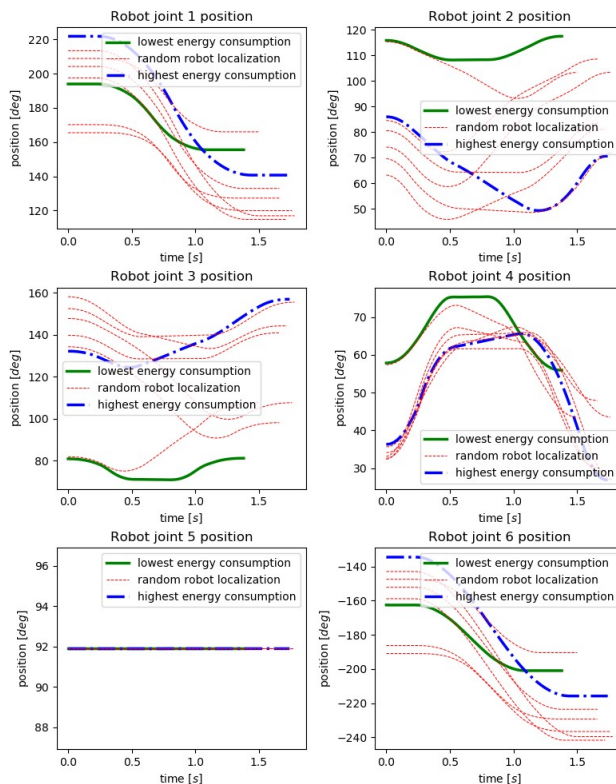 Robot joint 1 position
220
200
180
160
140
120
0.0 0.5 1.0 1.5
position [deg]
time [s]
lowest energy consumption
random robot localization
highest energy consumption
Robot joint 2 position
120
110
100
90
80
70
60
50
0.0 0.5 1.0 1.5
position [deg]
time [s]
lowest energy consumption
random robot localization
highest energy consumption
Robot joint 3 position
160
140
120
100
80
0.0 0.5 1.0 1.5
position [deg]
time [s]
lowest energy consumption
random robot localization
highest energy consumption
Robot joint 4 position
70
60
50
40
30
0.0 0.5 1.0 1.5
position [deg]
time [s]
lowest energy consumption
random robot localization
highest energy consumption
Robot joint 5 position
96
94
92
90
88
0.0 0.5 1.0 1.5
position [deg]
time [s]
lowest energy consumption
random robot localization
highest energy consumption
Robot joint 6 position
−140
−160
−180
−200
−220
−240
0.0 0.5 1.0 1.5
position [deg]
time [s]
lowest energy consumption
random robot localization
highest energy consumption